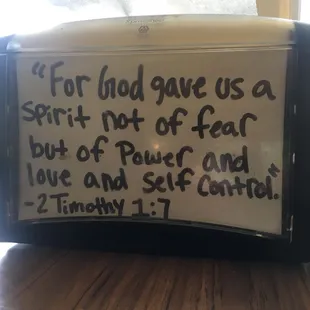 "For God gave us a
spirit not of fear
but of Power and
love and self control."
-2 Timothy 1:7